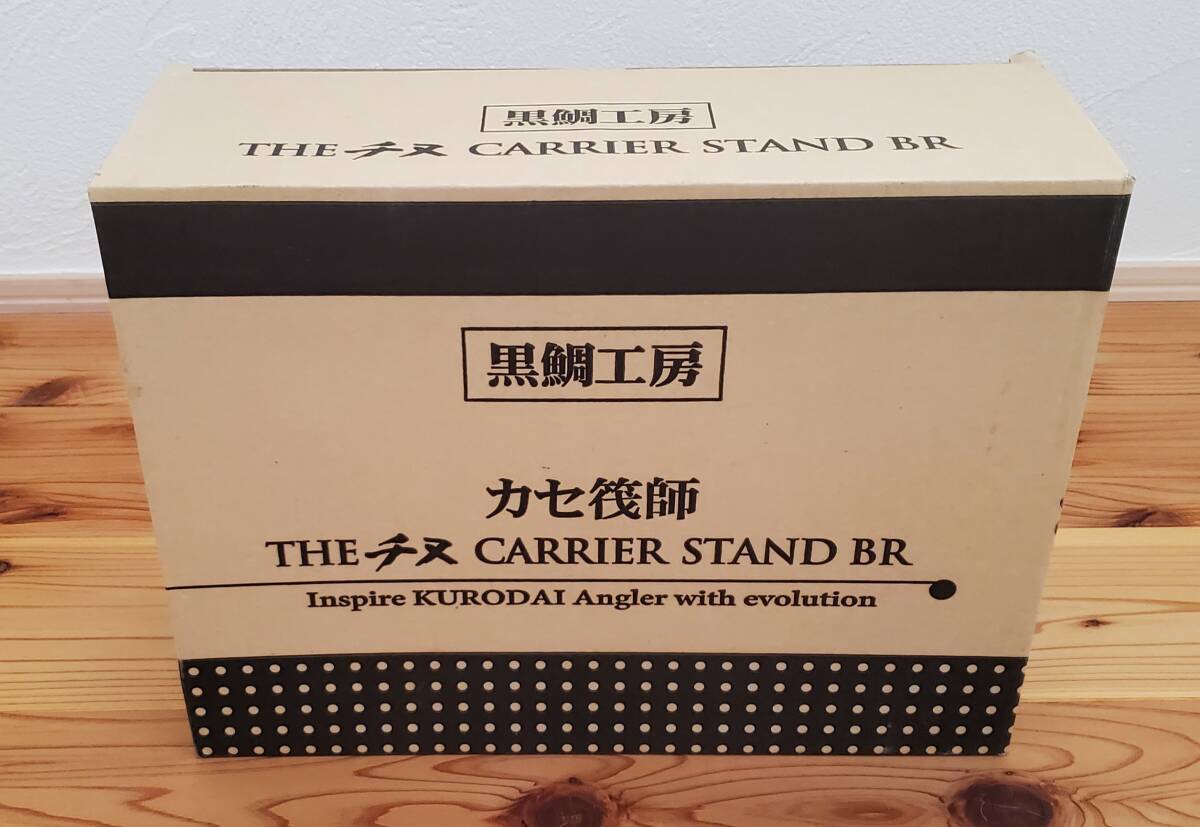 黒鯛工房
THE チヌ CARRIER STAND BR
黒鯛工房
カセ筏師
THE チヌ CARRIER STAND BR
Inspire KURODAI Angler with evolution